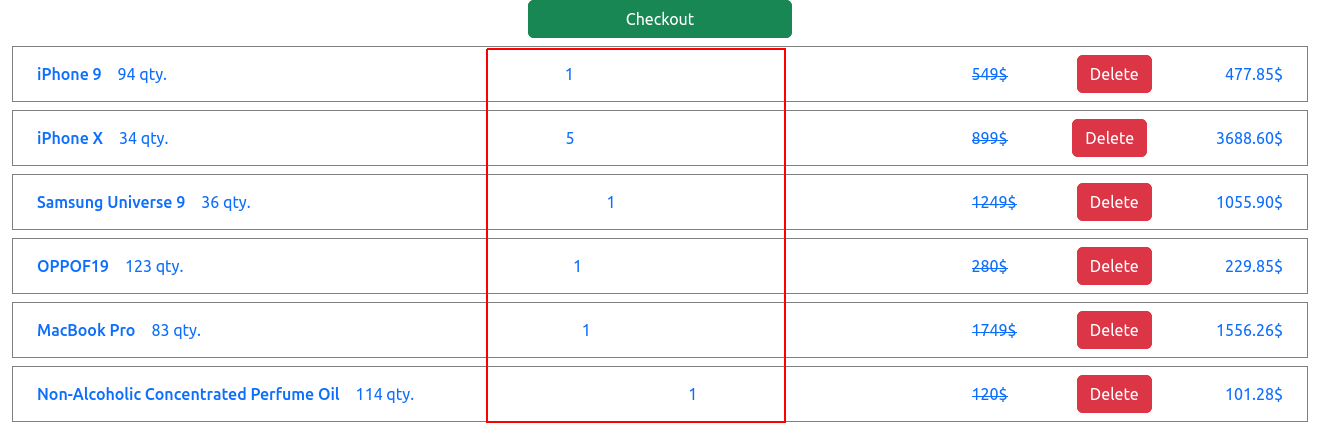 Checkout
iPhone 9 94 qty. 1 549$ Delete 477.85$
iPhone X 34 qty. 5 899$ Delete 3688.60$
Samsung Universe 9 36 qty. 1 1249$ Delete 1055.90$
OPPOF19 123 qty. 1 280$ Delete 229.85$
MacBook Pro 83 qty. 1 1749$ Delete 1556.26$
Non-Alcoholic Concentrated Perfume Oil 114 qty. 1 120$ Delete 101.28$